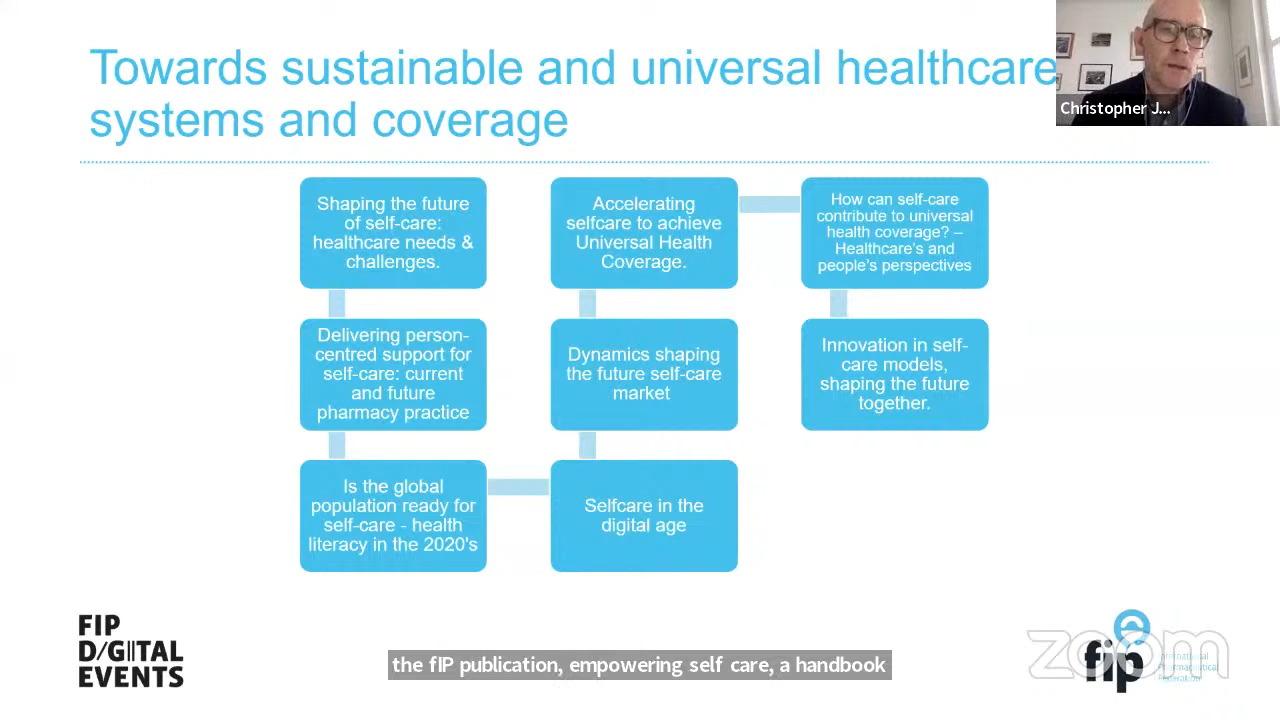 Towards sustainable and universal healthcare
systems and coverage
Christopher J...
Shaping the future
of self-care:
healthcare needs &
challenges.
Delivering person-
centred support for
self-care: current
and future
pharmacy practice
Is the global
population ready for
self-care - health
literacy in the 2020's
Accelerating
selfcare to achieve
Universal Health
Coverage.
Dynamics shaping
the future self-care
market
Selfcare in the
digital age
How can self-care
contribute to universal
health coverage? –
Healthcare's and
people's perspectives
Innovation in self-
care models,
shaping the future
together.
FIP
D/GITAL
EVENTS
the fIP publication, empowering self care, a handbook
zoom
fip
International
Pharmaceutical
Federation